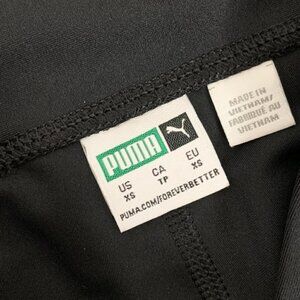 PUMA
US CA EU
XS TP XS
PUMA.COM/FOREVERBETTER
MADE IN
VIETNAM/
FABRIQUÉ AU
VIETNAM